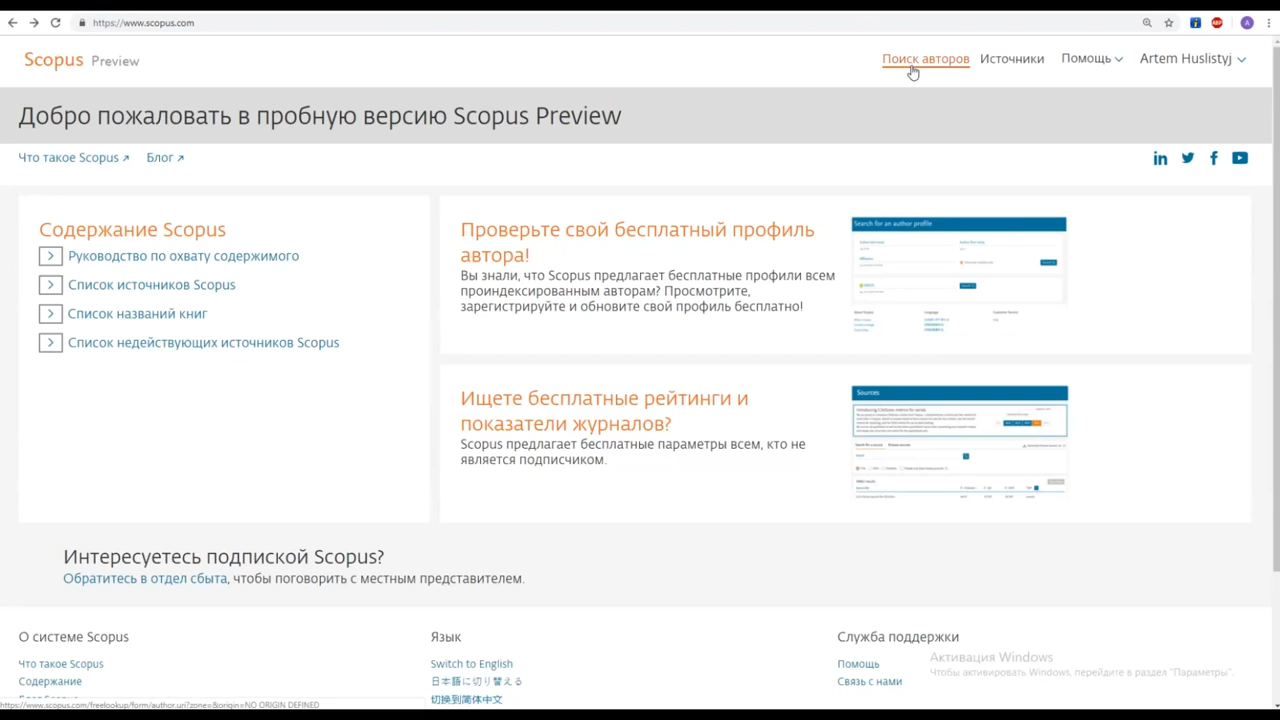 https://www.scopus.com
Scopus Preview
Поиск авторов
Источники
Помощь
Artem Huslistyj
Добро пожаловать в пробную версию Scopus Preview
Что такое Scopus
Блог
Содержание Scopus
Руководство по охвату содержимого
Список источников Scopus
Список названий книг
Список недействующих источников Scopus
Проверьте свой бесплатный профиль
автора!
Вы знали, что Scopus предлагает бесплатные профили всем
проиндексированным авторам? Просмотрите,
зарегистрируйте и обновите свой профиль бесплатно!
Search for an author profile
Ищете бесплатные рейтинги и
показатели журналов?
Scopus предлагает бесплатные параметры всем, кто не
является подписчиком.
Sources
Интересуетесь подпиской Scopus?
Обратитесь в отдел сбыта, чтобы поговорить с местным представителем.
О системе Scopus
Что такое Scopus
Содержание
Язык
Switch to English
日本語に切り替える
切换到简体中文
Служба поддержки
Помощь
Связь с нами
Активация Windows
Чтобы активировать Windows, перейдите в раздел "Параметры".
https://www.scopus.com/freelookup/form/author.uri?zone=&origin=NO ORIGIN DEFINED